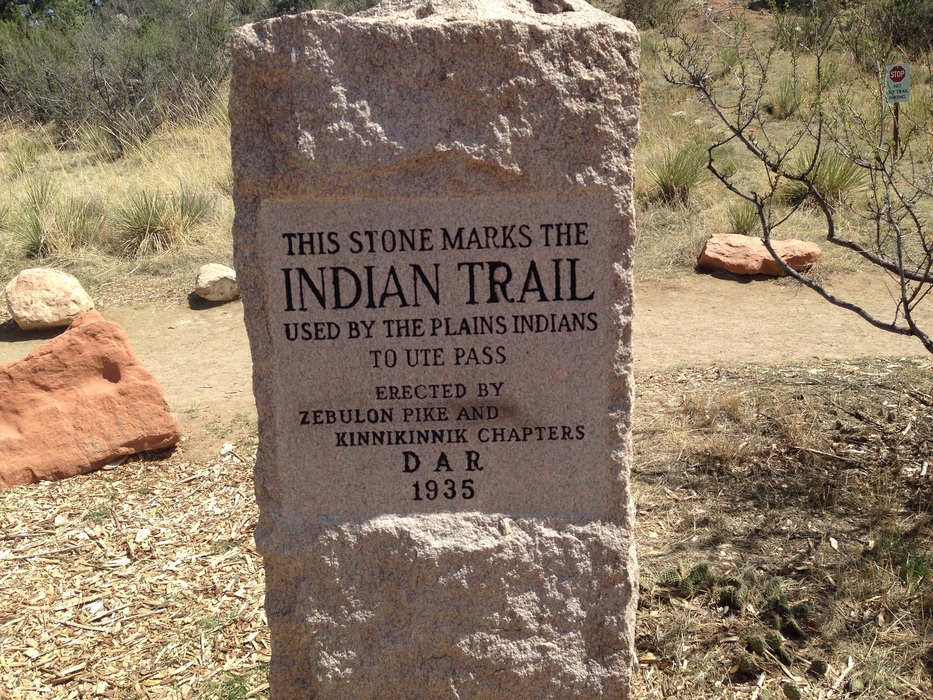 THIS STONE MARKS THE
INDIAN TRAIL
USED BY THE PLAINS INDIANS
TO UTE PASS
ERECTED BY
ZEBULON PIKE AND
KINNIKINNIK CHAPTERS
D A R
1935
STOP
NO